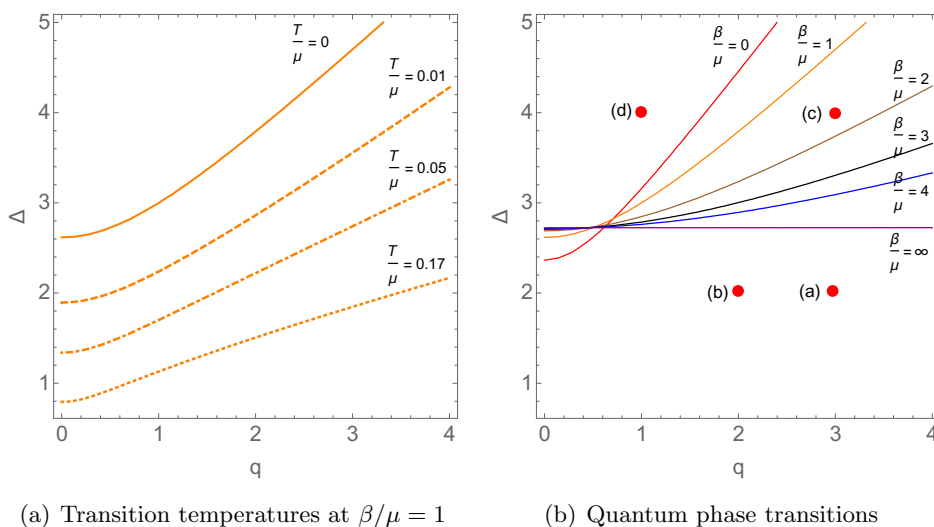 5
4
3
2
1
Δ
0
1
2
3
4
q
T/μ = 0
T/μ = 0.01
T/μ = 0.05
T/μ = 0.17
(a) Transition temperatures at β/μ = 1
5
4
3
2
1
Δ
0
1
2
3
4
q
β/μ = 0
β/μ = 1
β/μ = 2
β/μ = 3
β/μ = 4
β/μ = ∞
(d)
(c)
(b)
(a)
(b) Quantum phase transitions